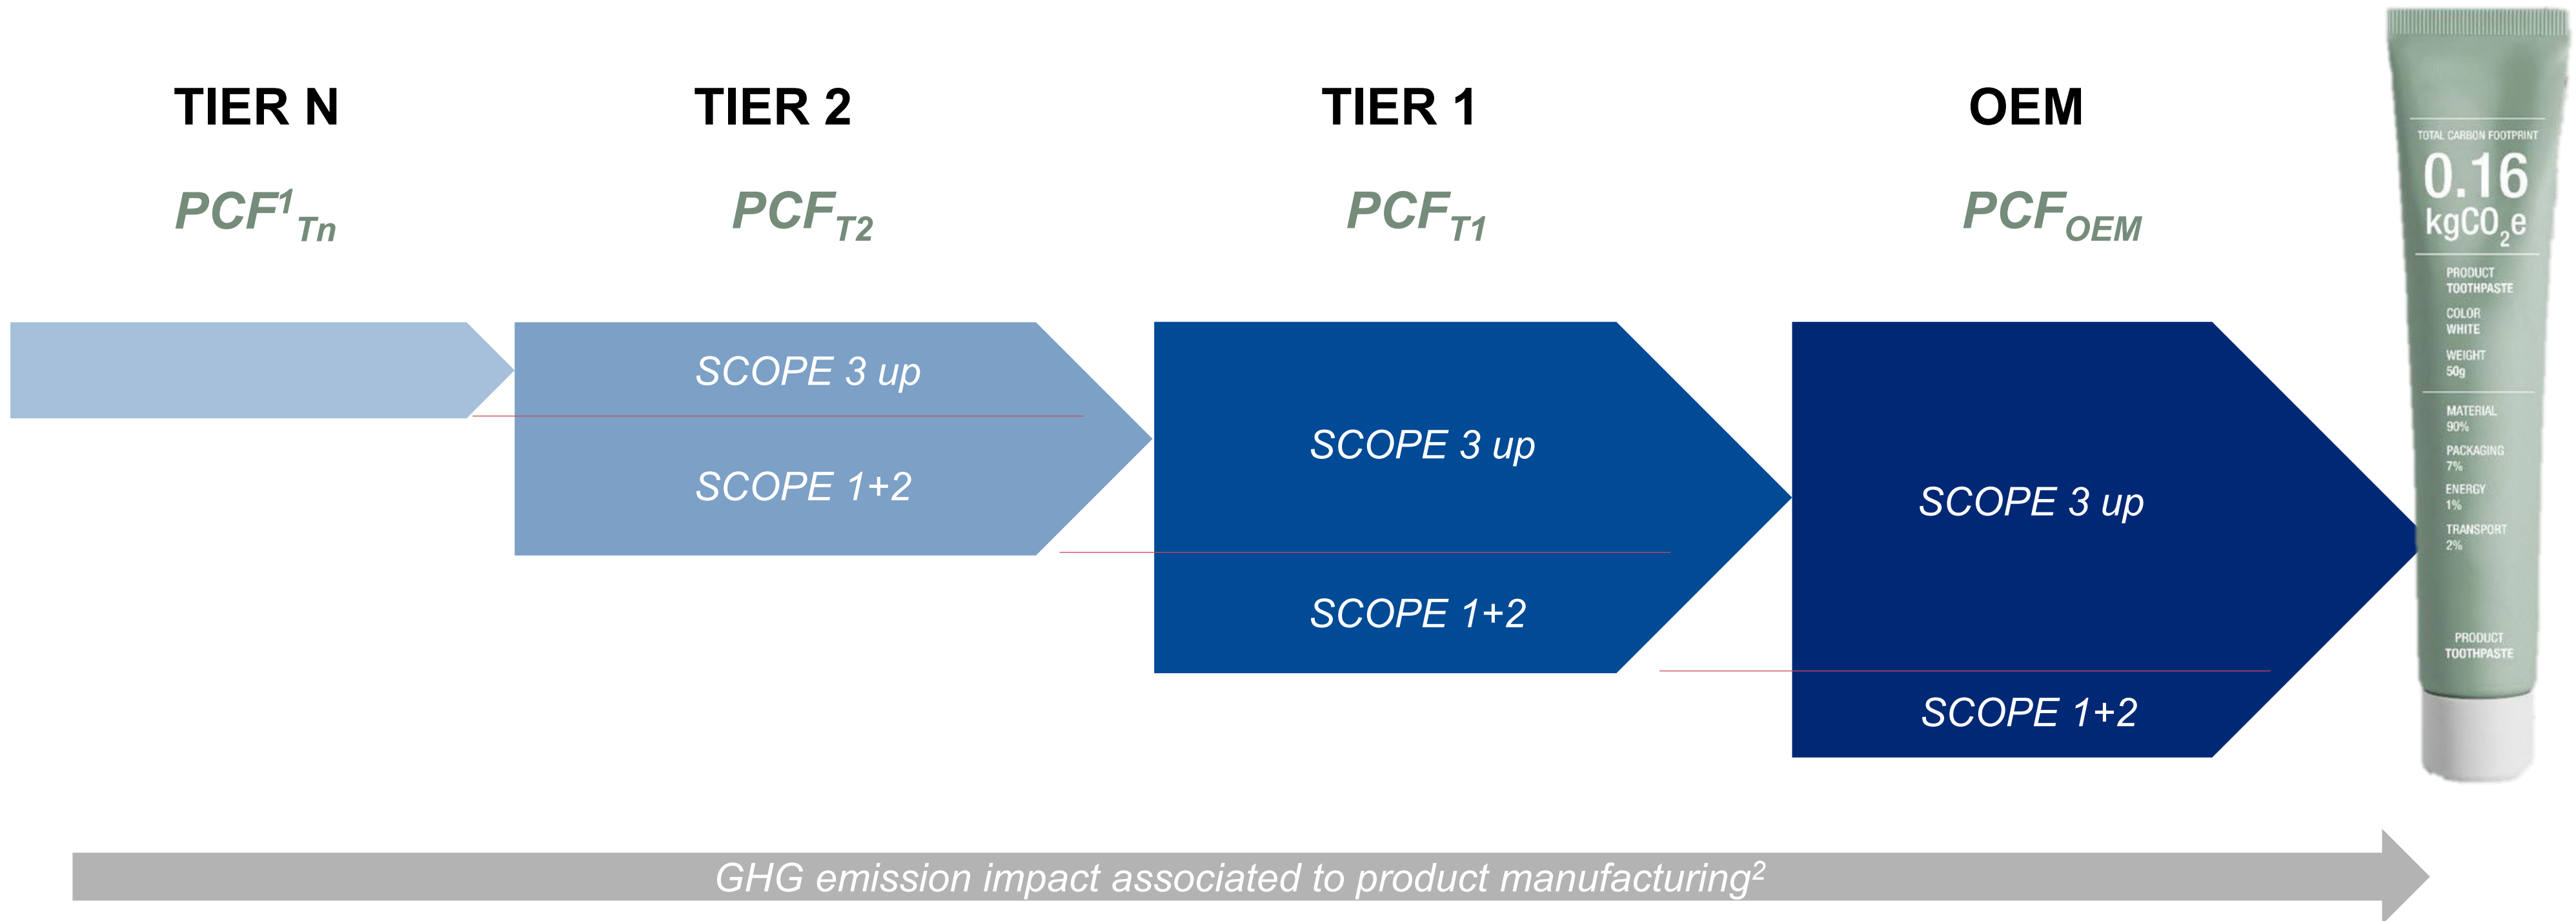 TIER N
TIER 2
TIER 1
OEM
PCF¹Tn
PCFT2
PCFT1
PCFOEM
SCOPE 3 up
SCOPE 1+2
SCOPE 3 up
SCOPE 1+2
SCOPE 3 up
SCOPE 1+2
TOTAL CARBON FOOTPRINT
0.16
kgCO₂e
PRODUCT
TOOTHPASTE
COLOR
WHITE
WEIGHT
50g
MATERIAL
90%
PACKAGING
7%
ENERGY
1%
TRANSPORT
2%
PRODUCT
TOOTHPASTE
GHG emission impact associated to product manufacturing²